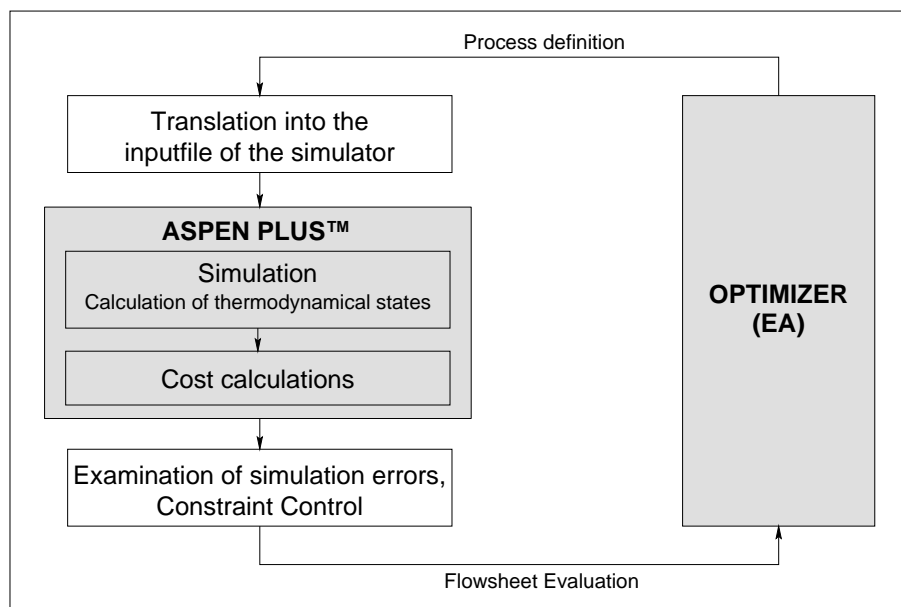 Process definition
Translation into the
inputfile of the simulator
ASPEN PLUS™
Simulation
Calculation of thermodynamical states
Cost calculations
Examination of simulation errors,
Constraint Control
OPTIMIZER
(EA)
Flowsheet Evaluation